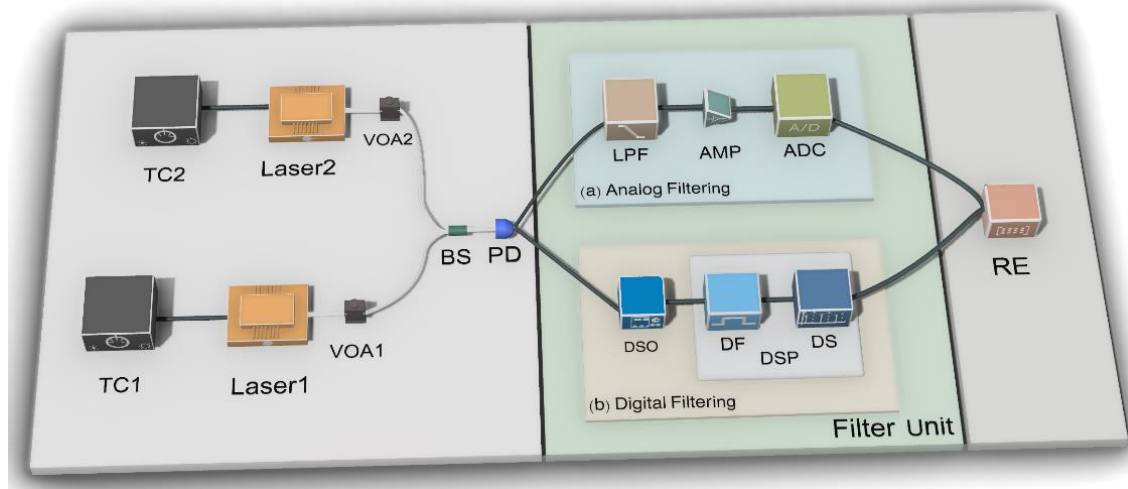 TC2
Laser2
VOA2
TC1
Laser1
VOA1
BS
PD
LPF
AMP
A/D
ADC
(a) Analog Filtering
DSO
DF
DS
DSP
(b) Digital Filtering
Filter Unit
RE